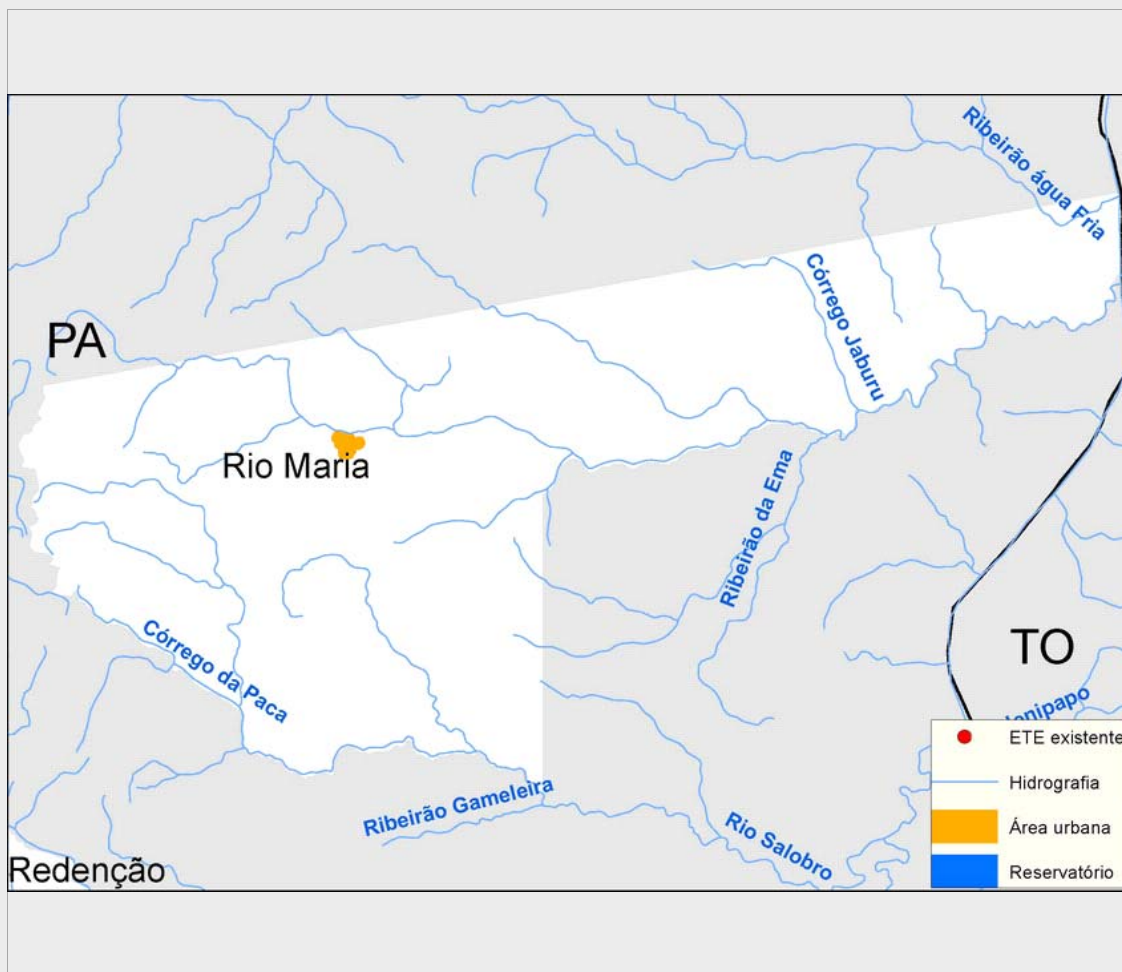 Ribeirão água Fria
Córrego Jaburu
PA
Rio Maria
Ribeirão da Ema
Córrego da Paca
TO
Ribeirão Gameleira
Rio Salobro
Redenção
ETE existente
Hidrografia
Área urbana
Reservatório